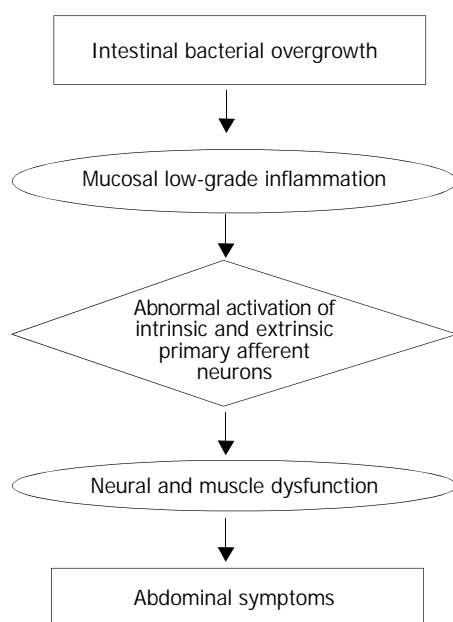 Intestinal bacterial overgrowth
Mucosal low-grade inflammation
Abnormal activation of
intrinsic and extrinsic
primary afferent
neurons
Neural and muscle dysfunction
Abdominal symptoms